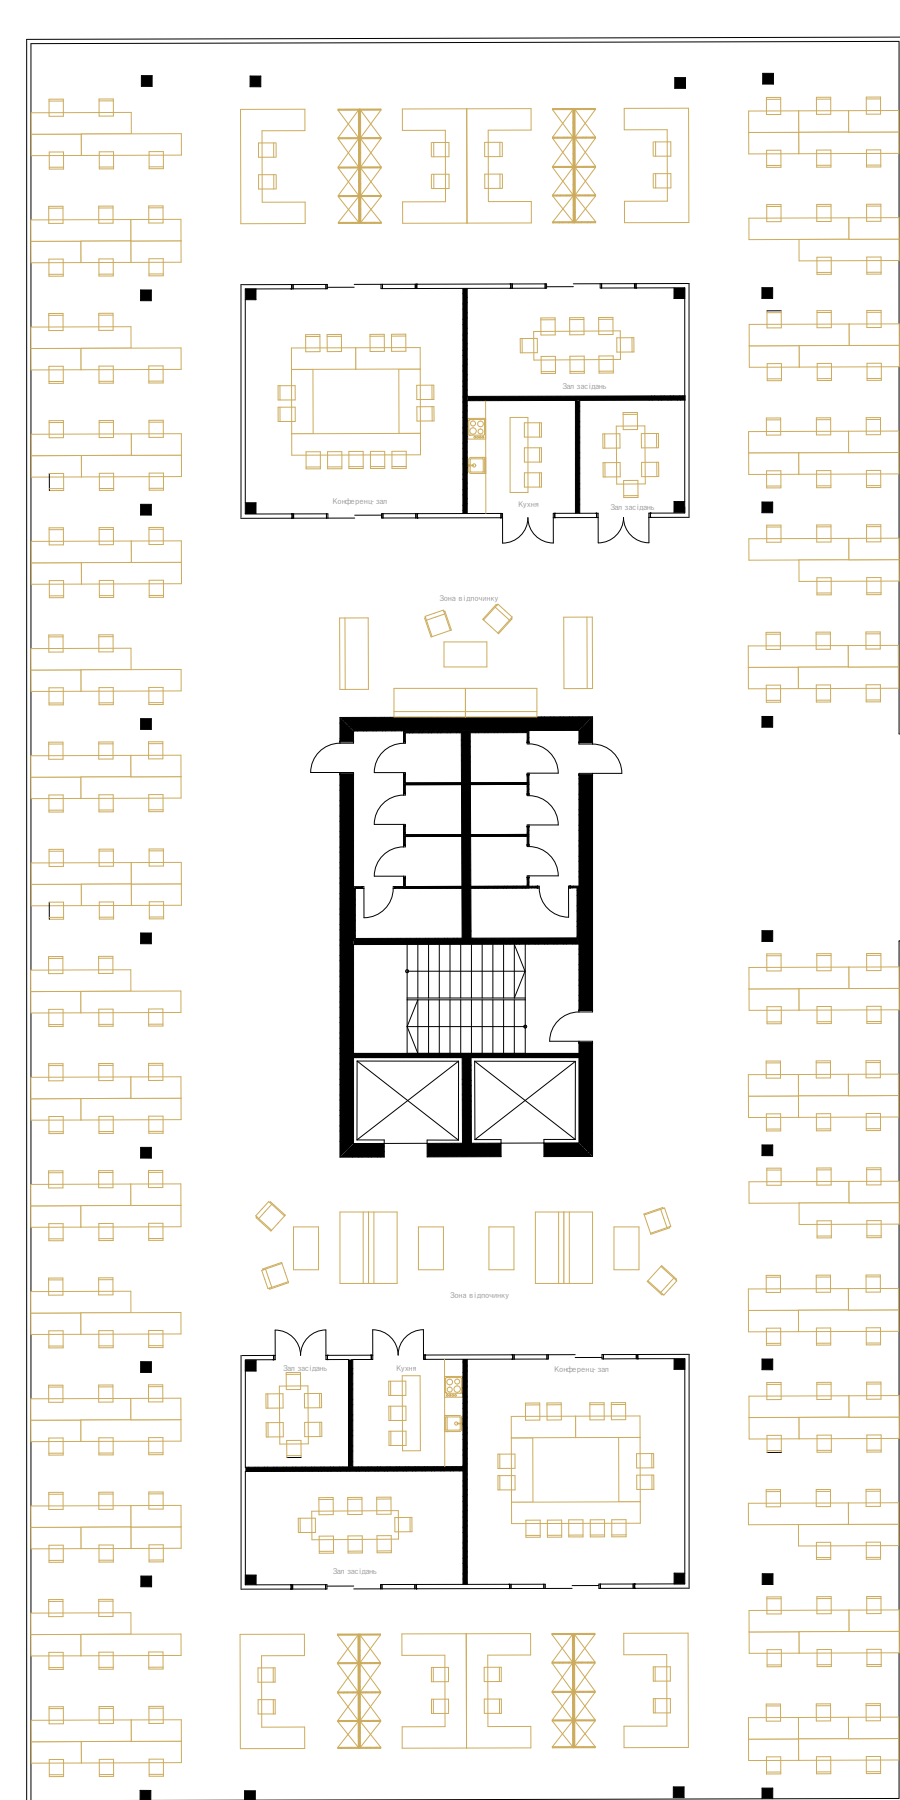 Зал засідань
Конференц- зал
Кухня
Зал засідань
Зона відпочинку
Зона відпочинку
Зал засідань
Кухня
Конференц- зал
Зал засідань